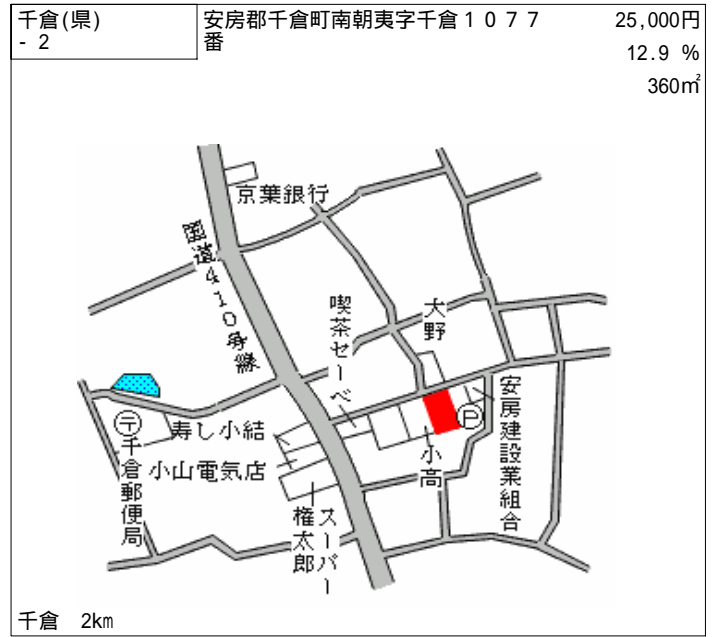 千倉(県)
- 2
安房郡千倉町南朝夷字千倉１０７７
番
25,000円
12.9 %
360㎡
京葉銀行
国道410号線
喫茶セーベ
大野
安房建設業組合
Ⓟ
小高
〒
千倉郵便局
寿し小結
小山電気店
スーパー
権太郎
千倉 2km